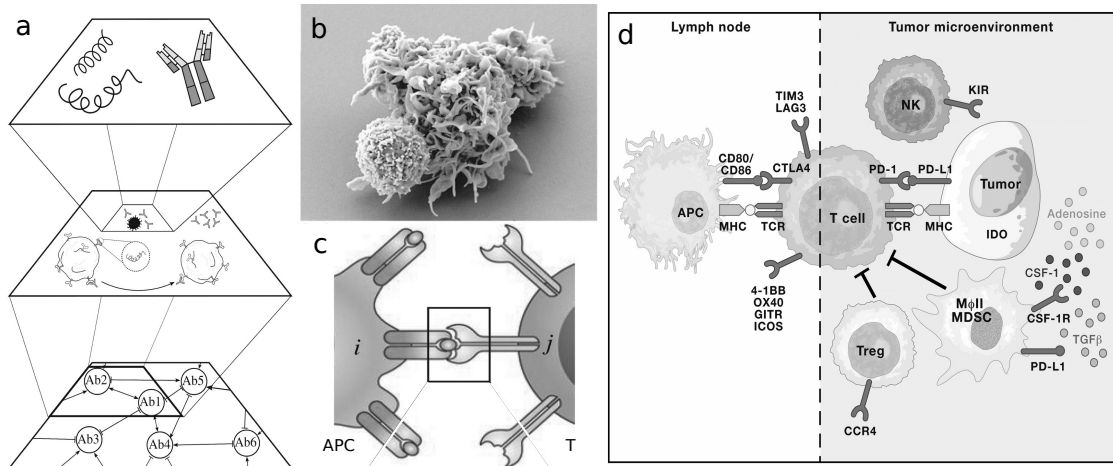 a
Ab2
Ab5
Ab1
Ab3
Ab4
Ab6
b
c
i
j
APC
T
d
Lymph node
Tumor microenvironment
TIM3
LAG3
NK
KIR
CD80/
CD86
CTLA4
PD-1
PD-L1
Tumor
APC
T cell
MHC
TCR
TCR
MHC
IDO
Adenosine
4-1BB
OX40
GITR
ICOS
CSF-1
MϕII
MDSC
CSF-1R
Treg
TGFβ
PD-L1
CCR4